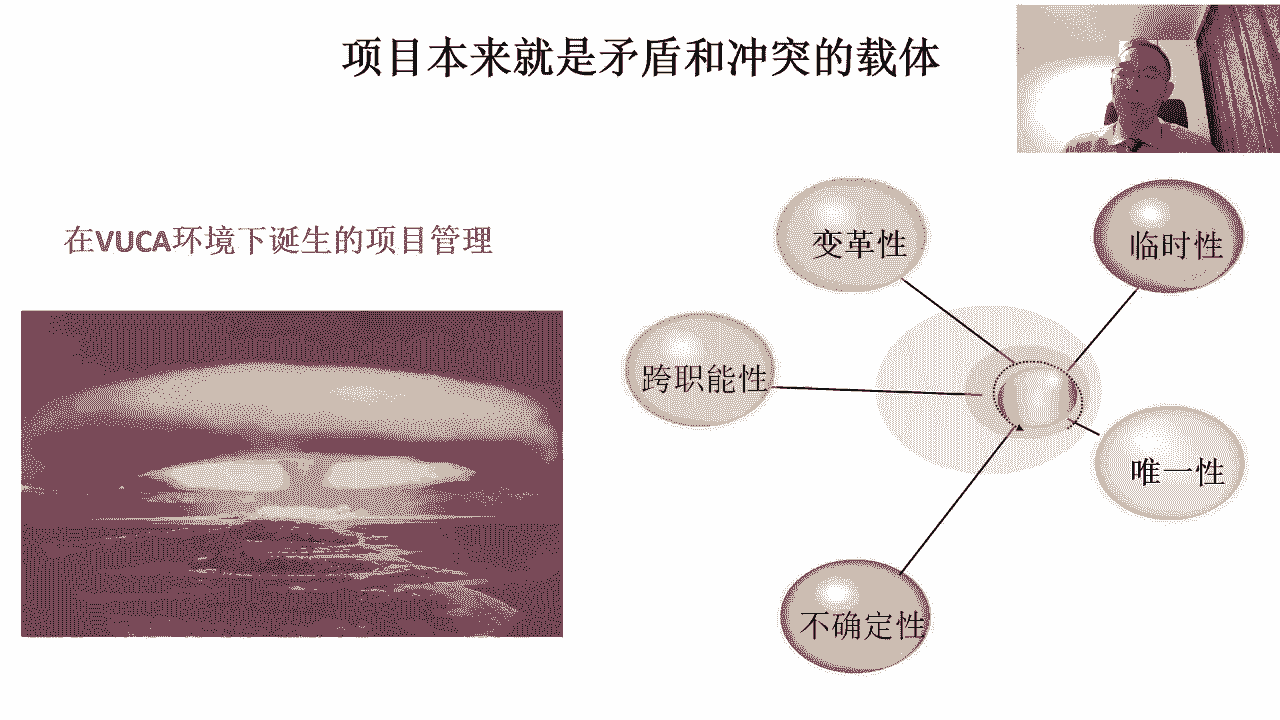 项目本来就是矛盾和冲突的载体
在VUCA环境下诞生的项目管理
变革性
临时性
跨职能性
唯一性
不确定性